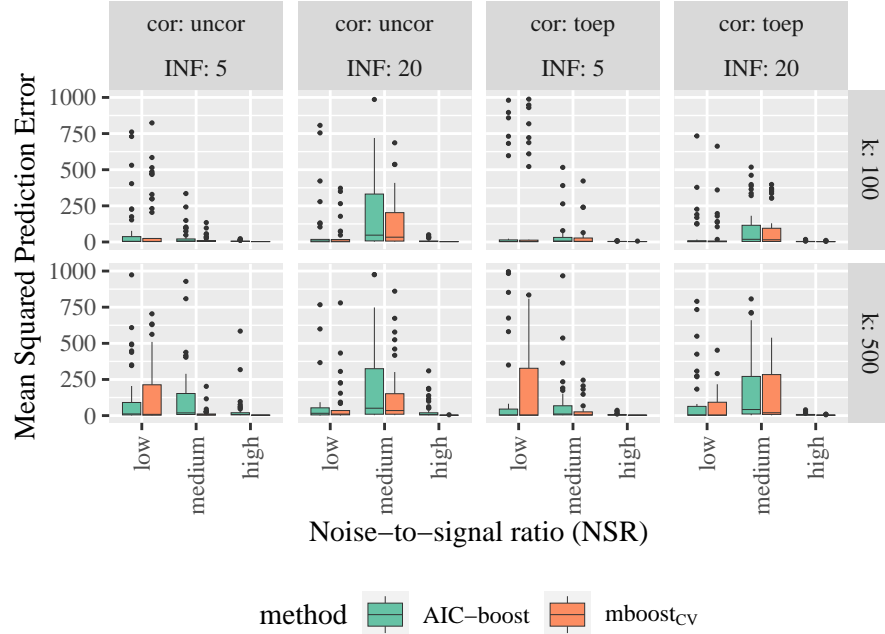 cor: uncor
cor: uncor
cor: toep
cor: toep
INF: 5
INF: 20
INF: 5
INF: 20
Mean Squared Prediction Error
1000
750
500
250
0
k: 100
1000
750
500
250
0
k: 500
low
medium
high
low
medium
high
low
medium
high
low
medium
high
Noise−to−signal ratio (NSR)
method AIC−boost mboostCV